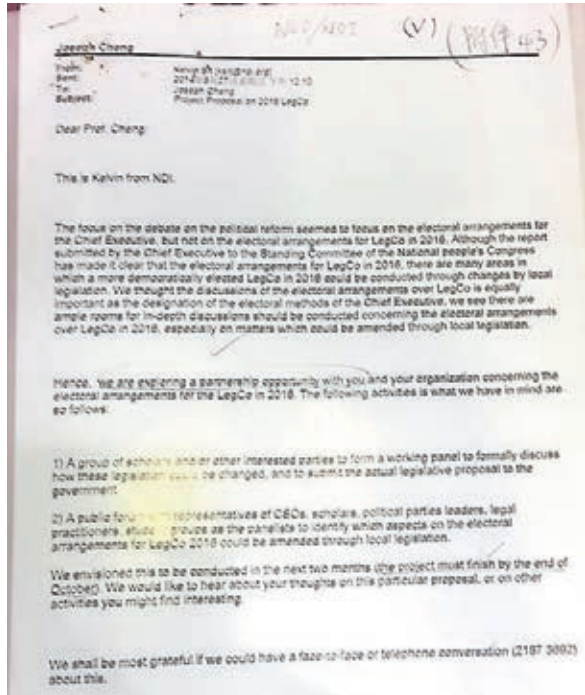 NED/NDI (V) (附件43)
Joseph Cheng
From:
Sent:
To: Joseph Cheng
Subject: Project Proposal on 2016 LegCo
Dear Prof. Cheng:
This is Kelvin from NDI.
The focus on the debate on the political reform seemed to focus on the electoral arrangements for
the Chief Executive, but not on the electoral arrangements for LegCo in 2016. Although the report
submitted by the Chief Executive to the Standing Committee of the National people's Congress
has made it clear that the electoral arrangements for LegCo in 2016, there are many areas in
which a more democratically elected LegCo in 2016 could be conducted through changes by local
legislation. We thought the discussions of the electoral arrangements over LegCo is equally
important as the designation of the electoral methods of the Chief Executive, we see there are
ample rooms for in-depth discussions should be conducted concerning the electoral arrangements
over LegCo in 2016, especially on matters which could be amended through local legislation.
Hence, we are exploring a partnership opportunity with you and your organization concerning the
electoral arrangements for the LegCo in 2016. The following activities is what we have in mind are
so follows:
1) A group of scholars and/or other interested parties to form a working panel to formally discuss
how these legislation could be changed, and to submit the actual legislative proposal to the
government
2) A public forum with representatives of CSOs, scholars, political parties leaders, legal
practitioners, groups as the panelists to identify which aspects on the electoral
arrangements for LegCo 2016 could be amended through local legislation.
We envisioned this to be conducted in the next two months (the project must finish by the end of
October). We would like to hear about your thoughts on this particular proposal, or on other
activities you might find interesting.
We shall be most grateful if we could have a face-to-face or telephone conversation (2187 3692)
about this.